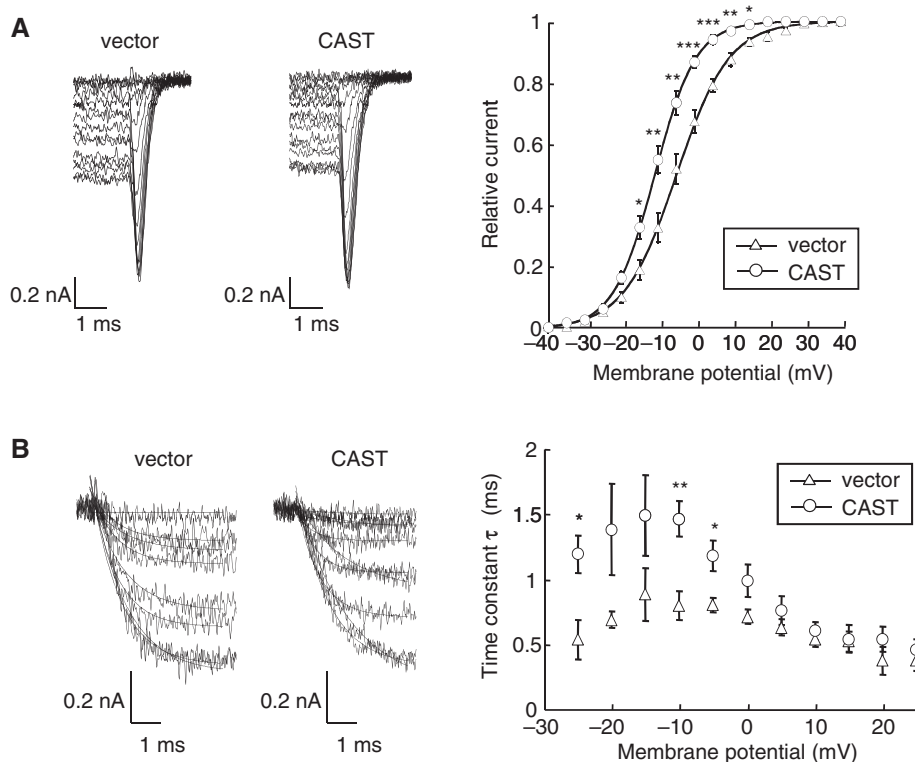 A
vector
CAST
0.2 nA
1 ms
0.2 nA
1 ms
Relative current
1
0.8
0.6
0.4
0.2
0
* ** ** *** *** ** *
vector
CAST
–40 –30 –20 –10 0 10 20 30 40
Membrane potential (mV)
B
vector
CAST
0.2 nA
1 ms
0.2 nA
1 ms
Time constant τ (ms)
2
1.5
1
0.5
0
* ** *
vector
CAST
–30 –20 –10 0 10 20
Membrane potential (mV)